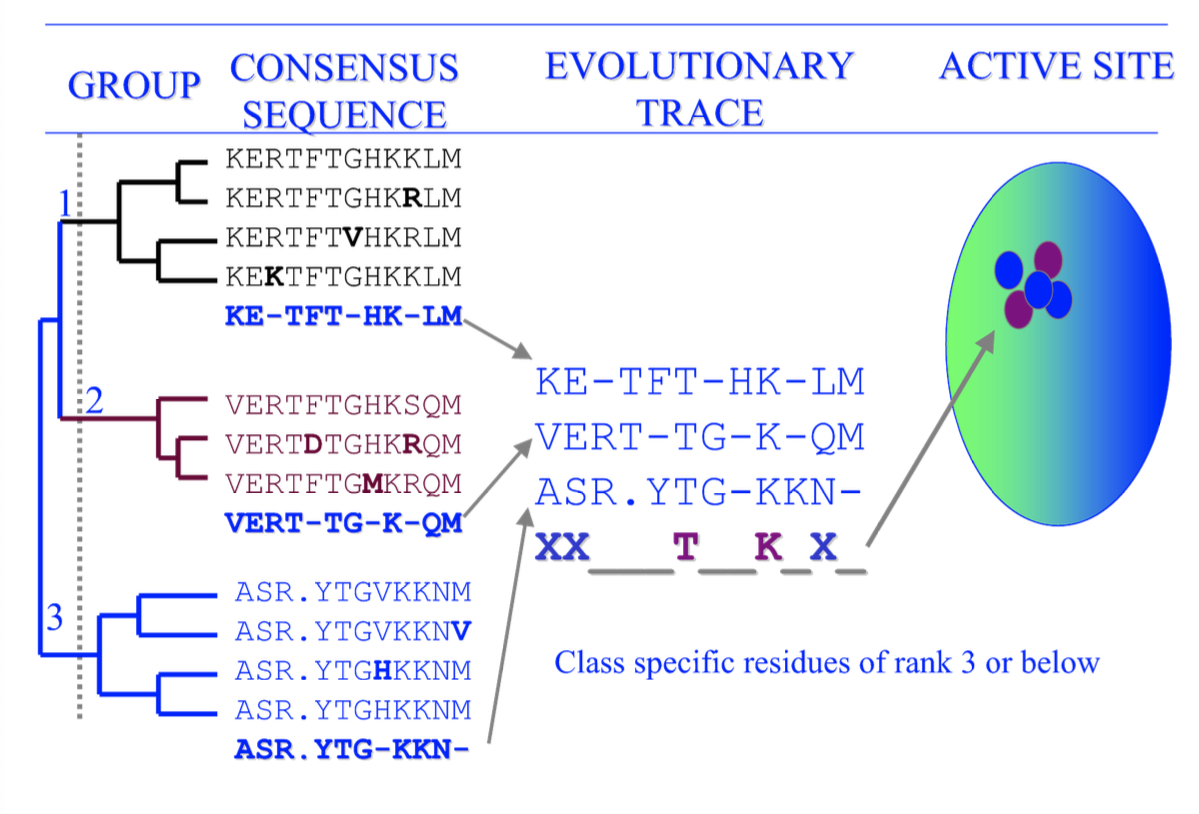 GROUP
CONSENSUS
SEQUENCE
EVOLUTIONARY
TRACE
ACTIVE SITE
1
KERTFTGHKKLM
KERTFTGHKRLM
KERTFTVHKRLM
KEKTFTGHKKLM
KE-TFT-HK-LM
2
VERTFTGHKSQM
VERTDTGHKRQM
VERTFTGMKRQM
VERT-TG-K-QM
3
ASR.YTGVKKNM
ASR.YTGVKKNV
ASR.YTGHKKNM
ASR.YTGHKKNM
ASR.YTG-KKN-
KE-TFT-HK-LM
VERT-TG-K-QM
ASR.YTG-KKN-
XX___T__K_X_
Class specific residues of rank 3 or below